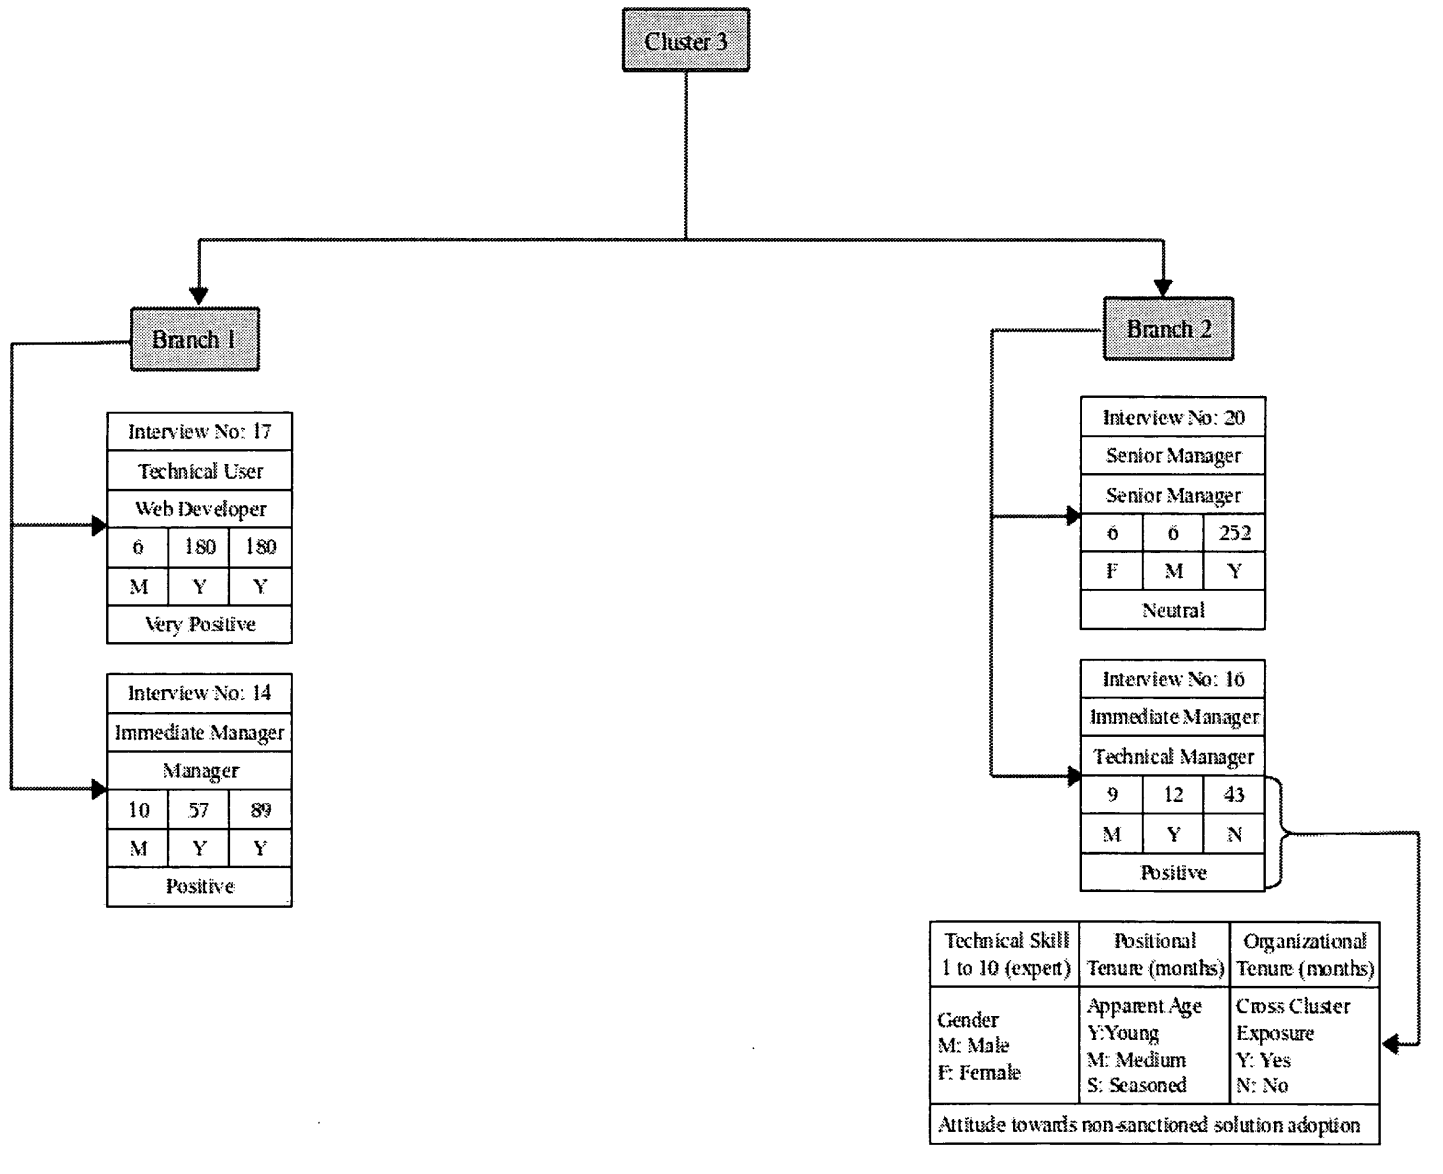 Cluster 3
Branch 1
Interview No: 17
Technical User
Web Developer
6 180 180
M Y Y
Very Positive
Interview No: 14
Immediate Manager
Manager
10 57 89
M Y Y
Positive
Branch 2
Interview No: 20
Senior Manager
Senior Manager
6 6 252
F M Y
Neutral
Interview No: 16
Immediate Manager
Technical Manager
9 12 43
M Y N
Positive
Technical Skill
1 to 10 (expert)
Positional
Tenure (months)
Organizational
Tenure (months)
Gender
M: Male
F: Female
Apparent Age
Y:Young
M: Medium
S: Seasoned
Cross Cluster
Exposure
Y: Yes
N: No
Attitude towards non-sanctioned solution adoption